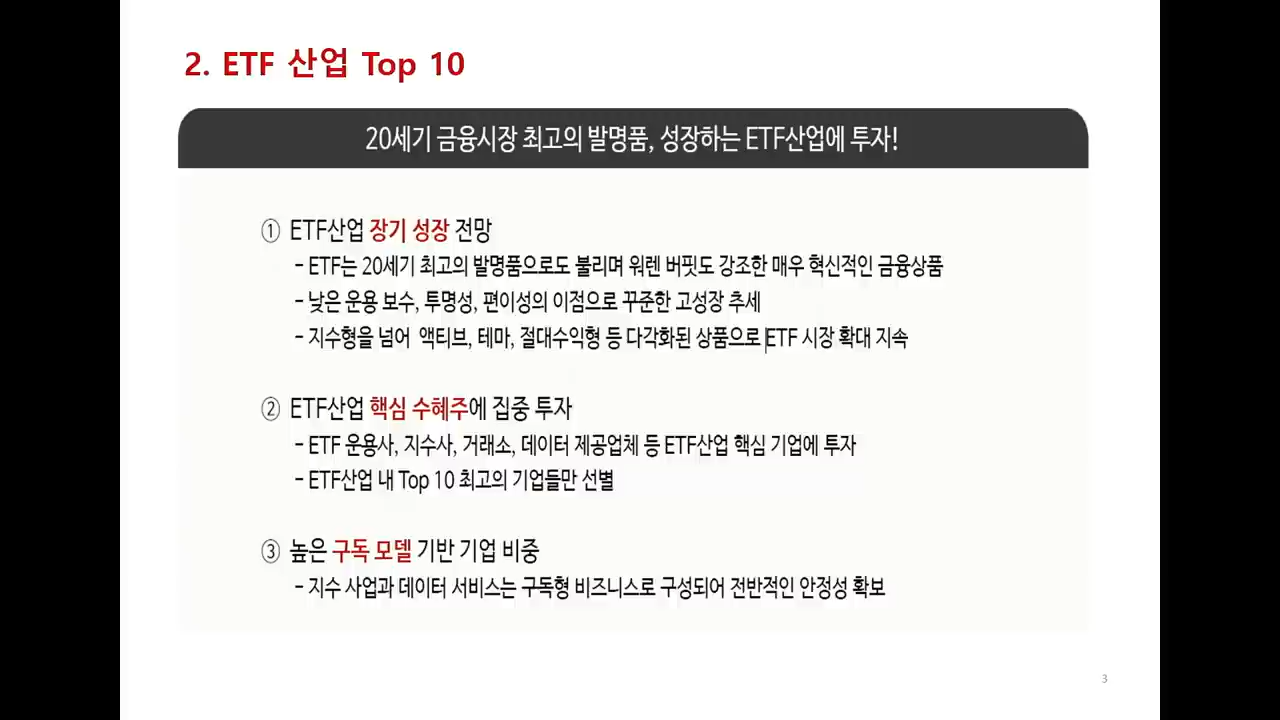 2. ETF 산업 Top 10
20세기 금융시장 최고의 발명품, 성장하는 ETF산업에 투자!
① ETF산업 장기 성장 전망
- ETF는 20세기 최고의 발명품으로도 불리며 워렌 버핏도 강조한 매우 혁신적인 금융상품
- 낮은 운용 보수, 투명성, 편이성의 이점으로 꾸준한 고성장 추세
- 지수형을 넘어 액티브, 테마, 절대수익형 등 다각화된 상품으로 ETF 시장 확대 지속
② ETF산업 핵심 수혜주에 집중 투자
- ETF 운용사, 지수사, 거래소, 데이터 제공업체 등 ETF산업 핵심 기업에 투자
- ETF산업 내 Top 10 최고의 기업들만 선별
③ 높은 구독 모델 기반 기업 비중
- 지수 사업과 데이터 서비스는 구독형 비즈니스로 구성되어 전반적인 안정성 확보
3